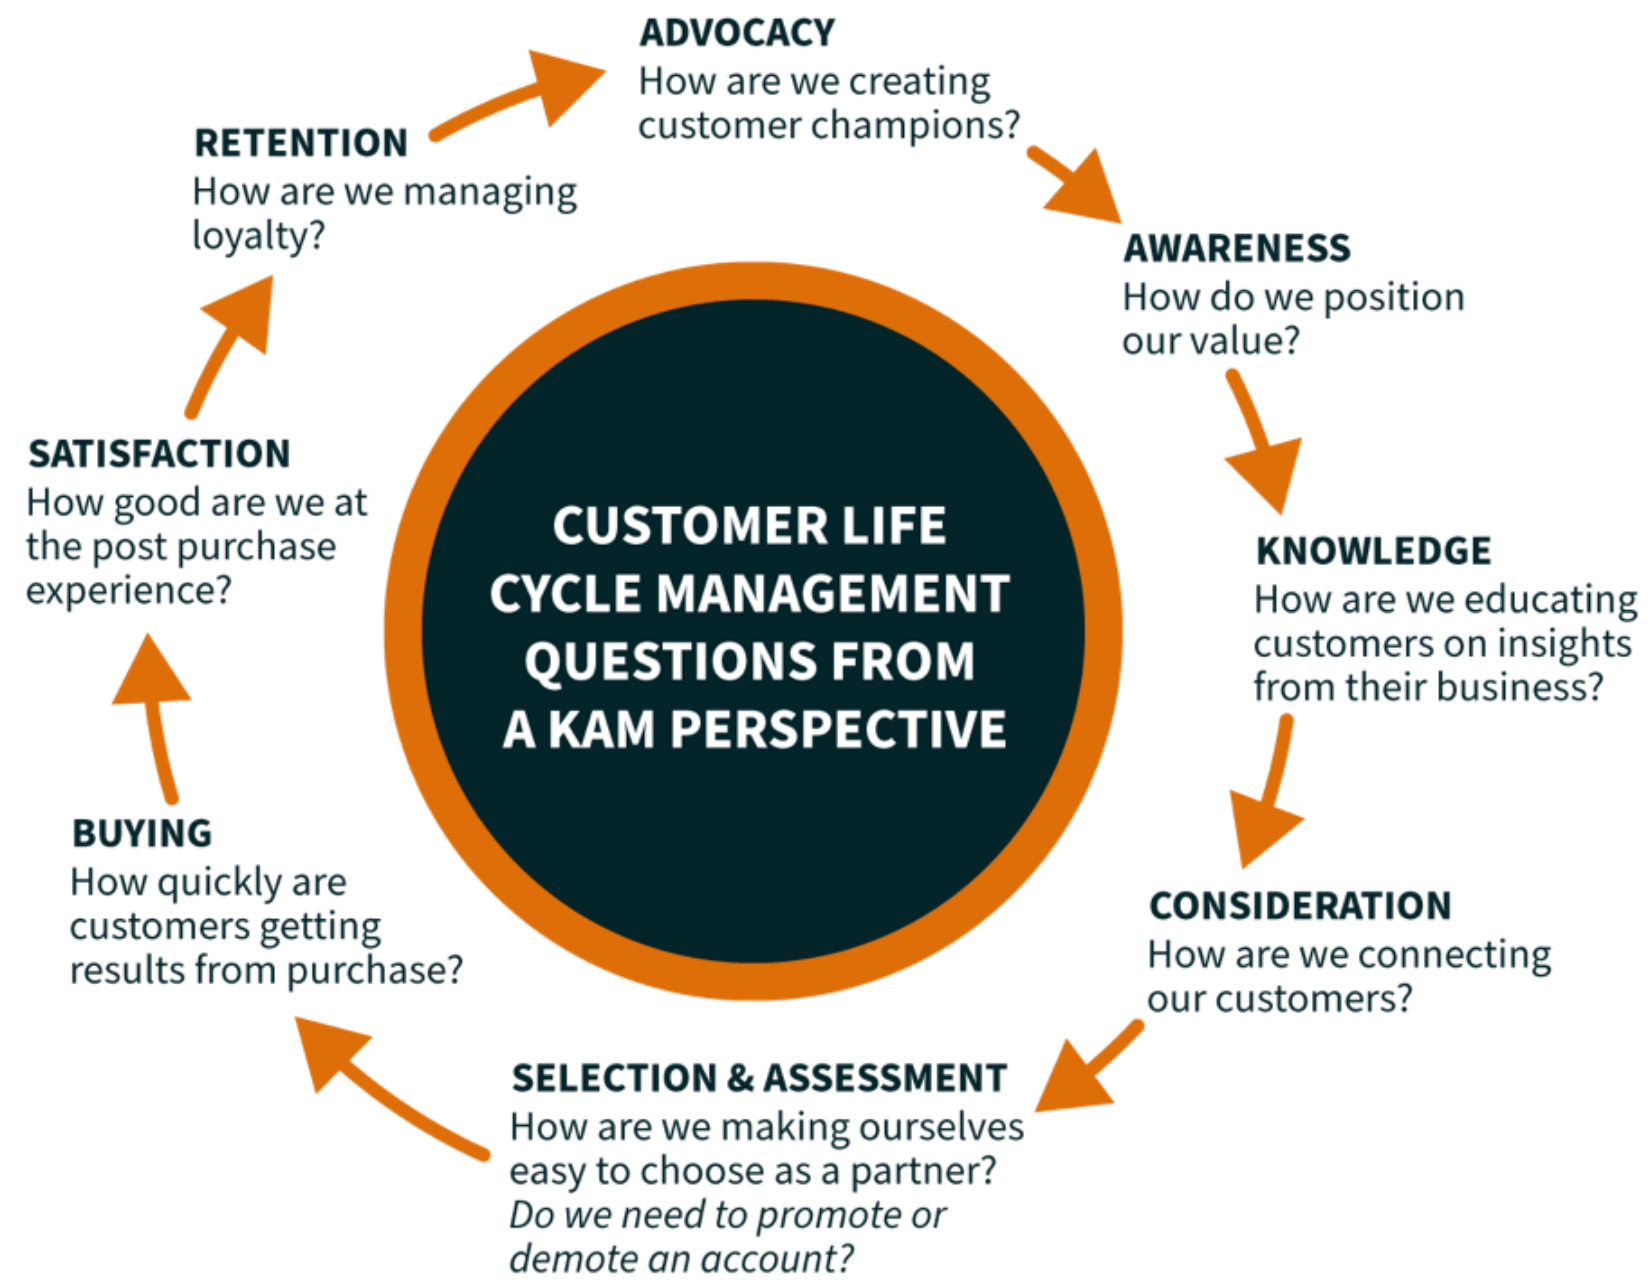 ADVOCACY
How are we creating
customer champions?
AWARENESS
How do we position
our value?
KNOWLEDGE
How are we educating
customers on insights
from their business?
CONSIDERATION
How are we connecting
our customers?
SELECTION & ASSESSMENT
How are we making ourselves
easy to choose as a partner?
Do we need to promote or
demote an account?
BUYING
How quickly are
customers getting
results from purchase?
SATISFACTION
How good are we at
the post purchase
experience?
RETENTION
How are we managing
loyalty?
CUSTOMER LIFE
CYCLE MANAGEMENT
QUESTIONS FROM
A KAM PERSPECTIVE